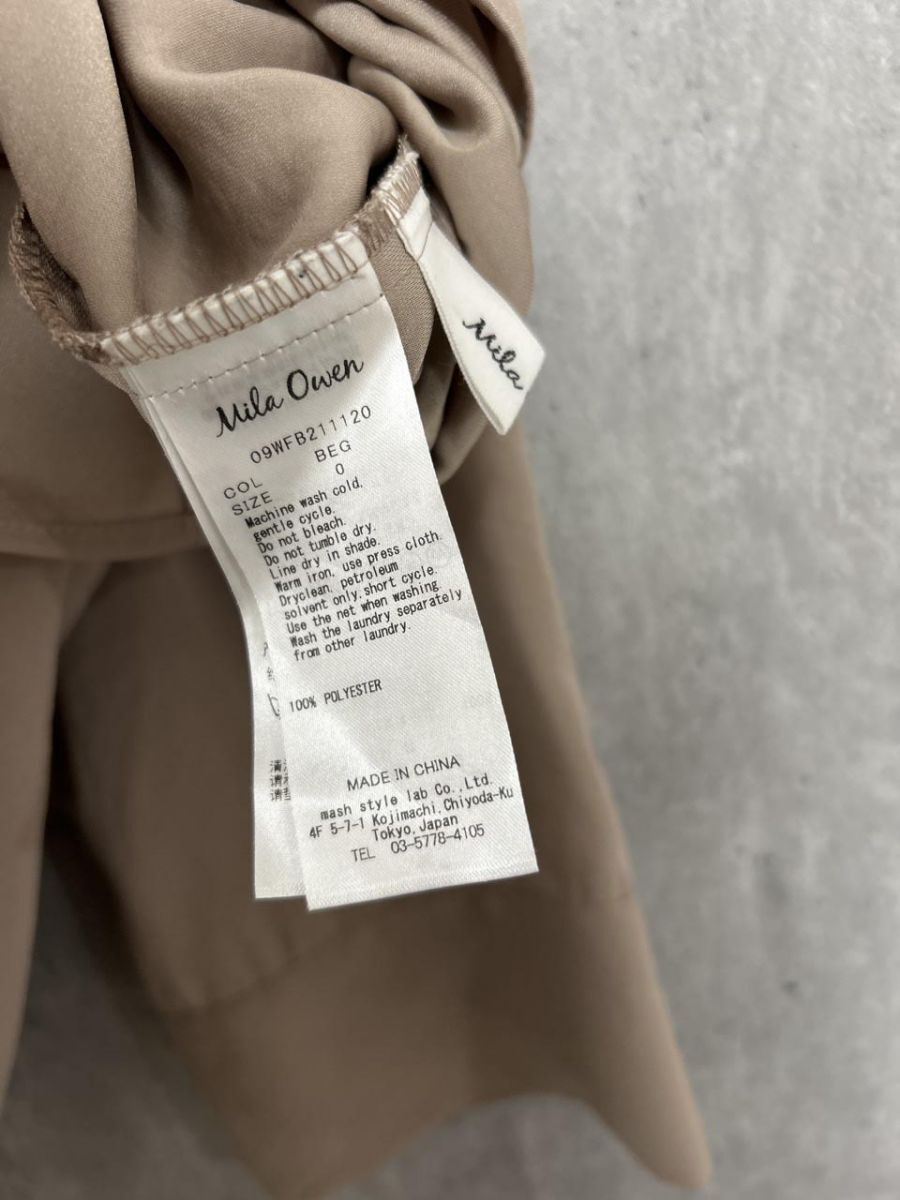 Mila Owen
09WFB211120
COL BEG
SIZE 0
Machine wash cold,
gentle cycle.
Do not bleach.
Do not tumble dry.
Line dry in shade.
Warm iron, use press cloth.
Dryclean, petroleum
solvent only,short cycle.
Use the net when washing.
Wash the laundry separately
from other laundry.
100% POLYESTER
MADE IN CHINA
mash style lab Co.,Ltd.
4F 5-7-1 Kojimachi,Chiyoda-Ku
Tokyo,Japan
TEL 03-5778-4105
Mila
清
请
请